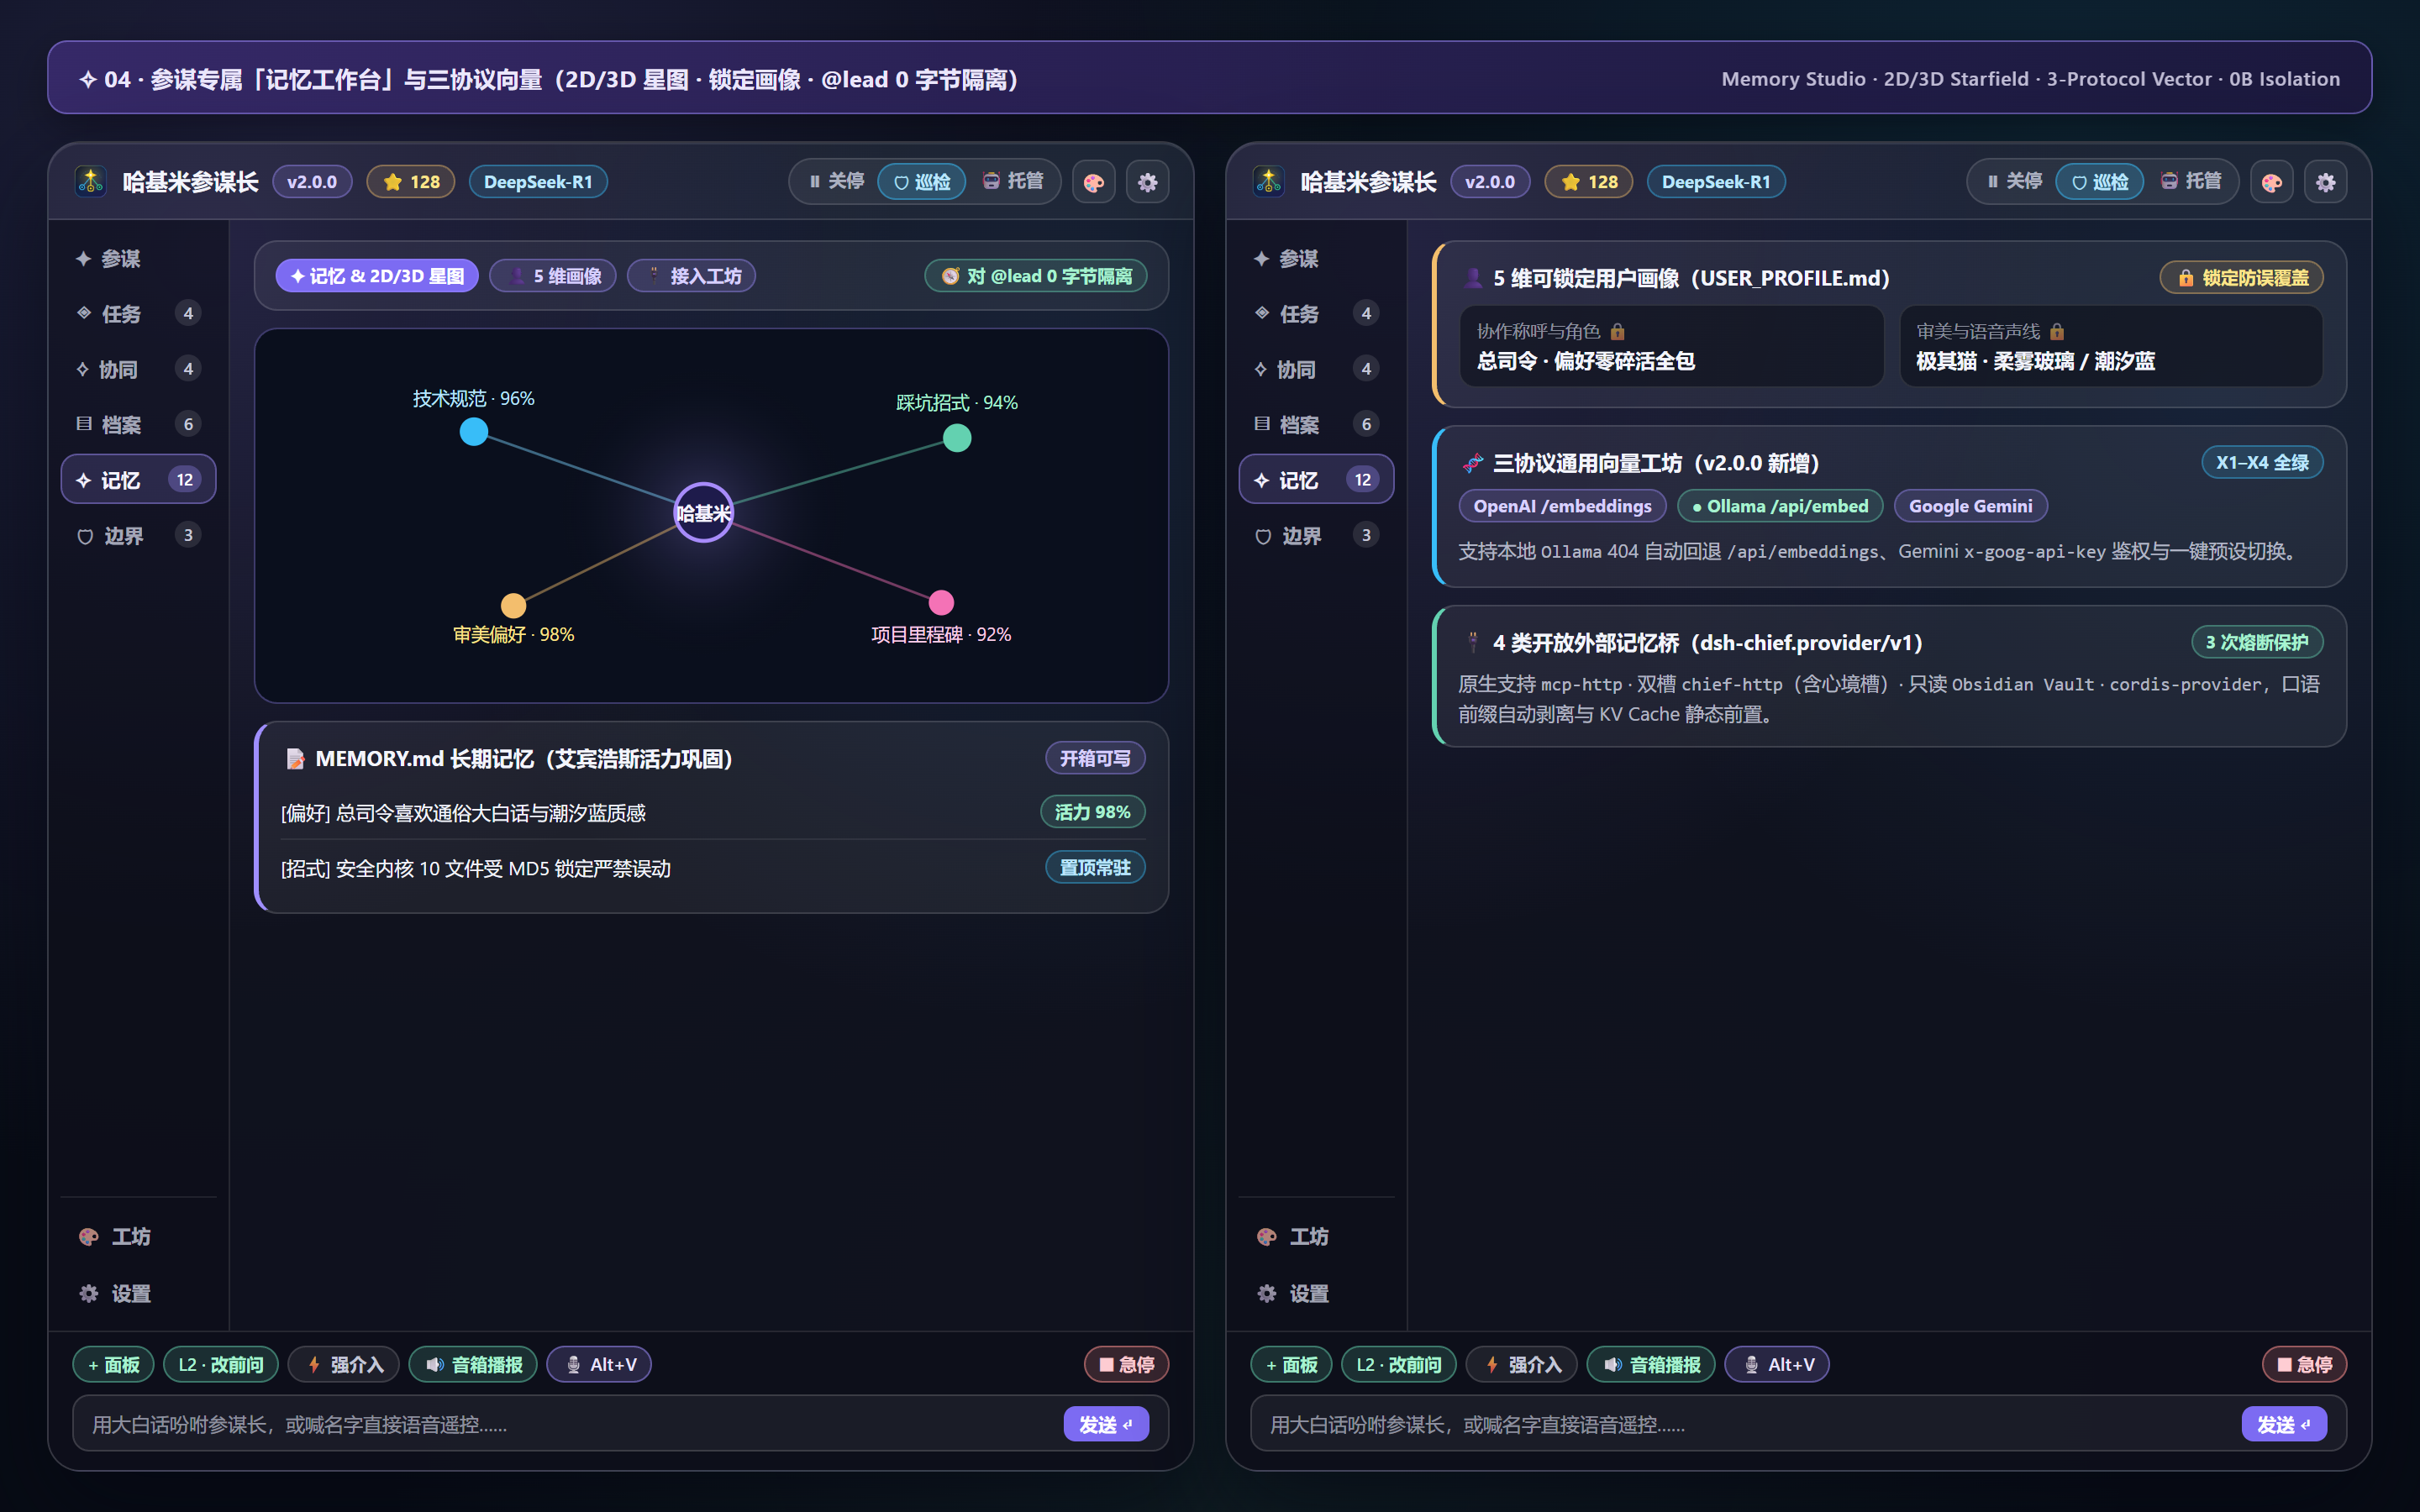 ✧ 04 · 参谋专属「记忆工作台」与三协议向量（2D/3D 星图 · 锁定画像 · @lead 0 字节隔离）
Memory Studio · 2D/3D Starfield · 3-Protocol Vector · 0B Isolation
哈基米参谋长 v2.0.0 ⭐ 128 DeepSeek-R1
⏸ 关停 🛡 巡检 🤖 托管
✦ 参谋
◈ 任务 4
✧ 协同 4
▤ 档案 6
✧ 记忆 12
🛡 边界 3
✦ 记忆 & 2D/3D 星图
👤 5 维画像
🔌 接入工坊
🧭 对 @lead 0 字节隔离
技术规范 · 96%
踩坑招式 · 94%
哈基米
审美偏好 · 98%
项目里程碑 · 92%
📝 MEMORY.md 长期记忆（艾宾浩斯活力巩固）
开箱可写
[偏好] 总司令喜欢通俗大白话与潮汐蓝质感
活力 98%
[招式] 安全内核 10 文件受 MD5 锁定严禁误动
置顶常驻
🎨 工坊
⚙ 设置
+ 面板
L2 · 改前问
⚡ 强介入
🔊 音箱播报
🎙 Alt+V
■ 急停
用大白话吩咐参谋长，或喊名字直接语音遥控……
发送 ↵
哈基米参谋长 v2.0.0 ⭐ 128 DeepSeek-R1
⏸ 关停 🛡 巡检 🤖 托管
✦ 参谋
◈ 任务 4
✧ 协同 4
▤ 档案 6
✧ 记忆 12
🛡 边界 3
👤 5 维可锁定用户画像（USER_PROFILE.md）
🔒 锁定防误覆盖
协作称呼与角色 🔒
总司令 · 偏好零碎活全包
审美与语音声线 🔒
极其猫 · 柔雾玻璃 / 潮汐蓝
🧬 三协议通用向量工坊（v2.0.0 新增）
X1–X4 全绿
OpenAI /embeddings
● Ollama /api/embed
Google Gemini
支持本地 Ollama 404 自动回退 /api/embeddings、Gemini x-goog-api-key 鉴权与一键预设切换。
🔌 4 类开放外部记忆桥（dsh-chief.provider/v1）
3 次熔断保护
原生支持 mcp-http · 双槽 chief-http（含心境槽）· 只读 Obsidian Vault · cordis-provider，口语
前缀自动剥离与 KV Cache 静态前置。
🎨 工坊
⚙ 设置
+ 面板
L2 · 改前问
⚡ 强介入
🔊 音箱播报
🎙 Alt+V
■ 急停
用大白话吩咐参谋长，或喊名字直接语音遥控……
发送 ↵